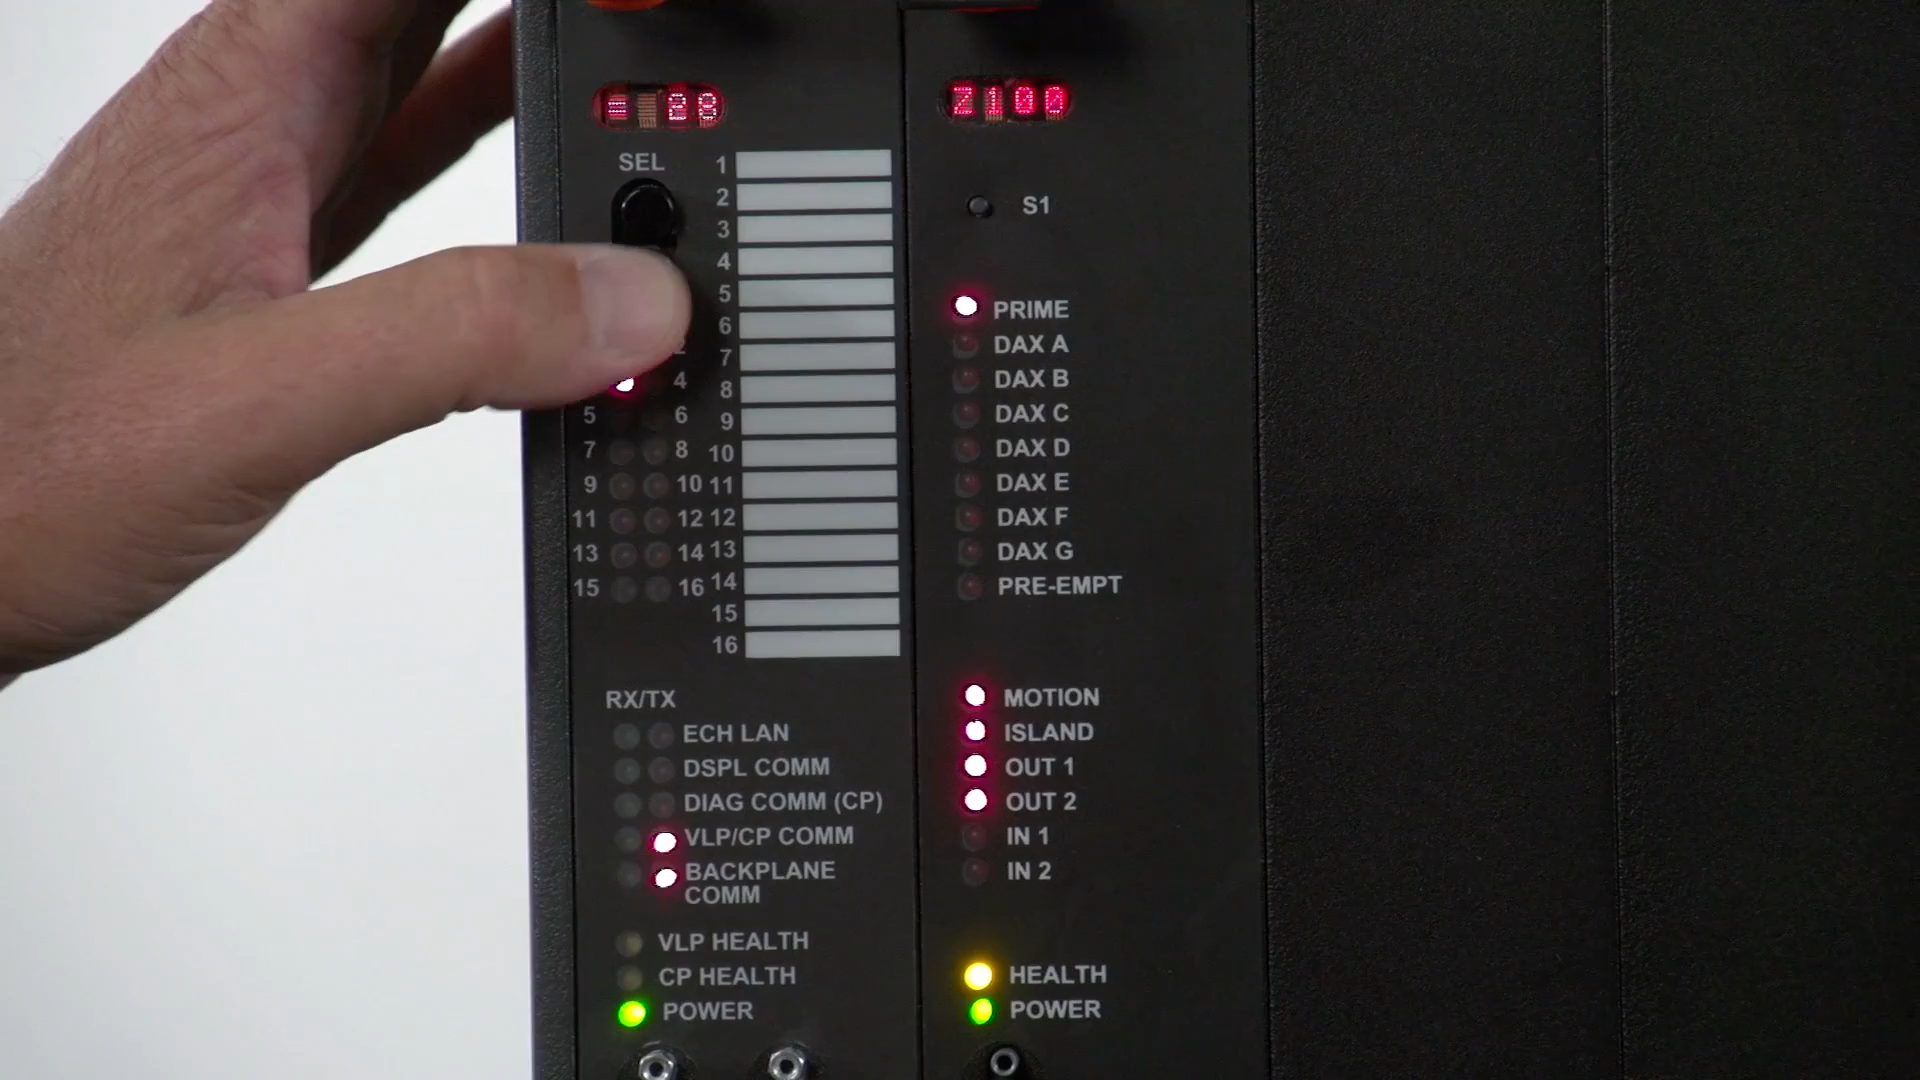 = 28
SEL
1
2
3
4
5
6
7
8
9
10
11
12
13
14
15
16
4
5 6
7 8
9 10
11 12
13 14
15 16
RX/TX
ECH LAN
DSPL COMM
DIAG COMM (CP)
VLP/CP COMM
BACKPLANE
COMM
VLP HEALTH
CP HEALTH
POWER
Z100
S1
PRIME
DAX A
DAX B
DAX C
DAX D
DAX E
DAX F
DAX G
PRE-EMPT
MOTION
ISLAND
OUT 1
OUT 2
IN 1
IN 2
HEALTH
POWER